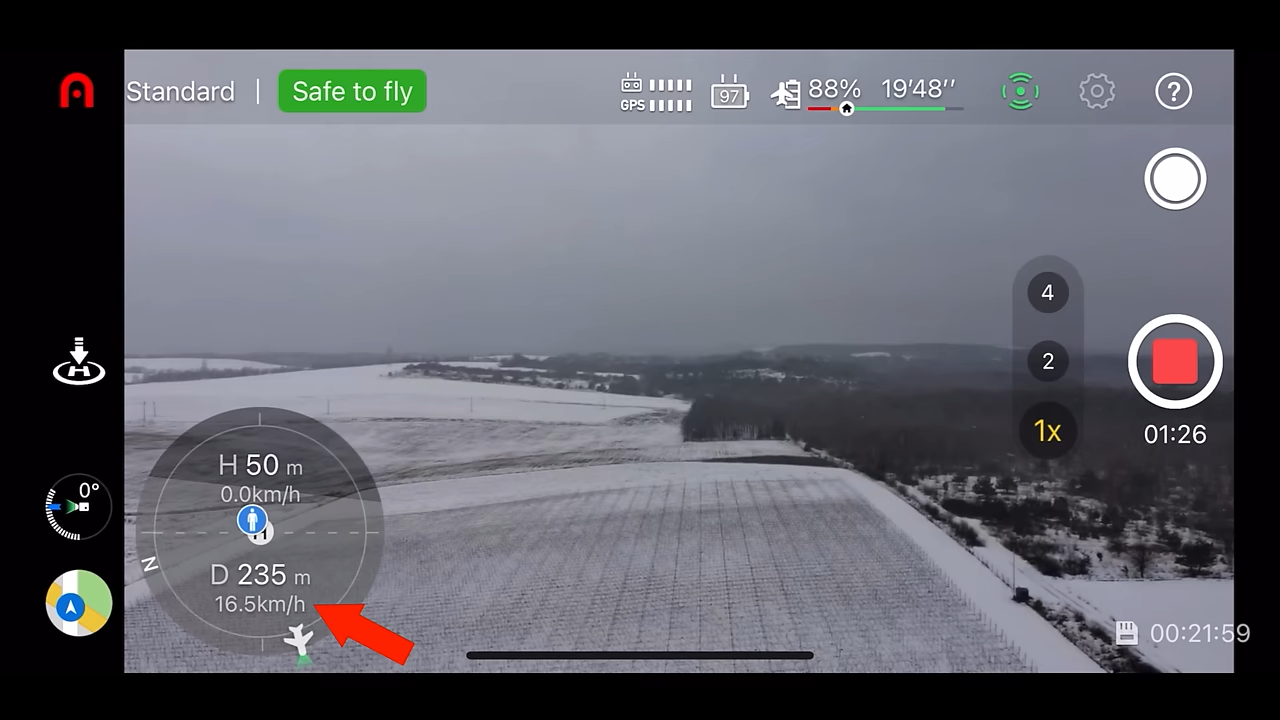 Standard | Safe to fly
GPS
97
88% 19'48''
?
4
2
1x
01:26
H 50 m
0.0km/h
N
D 235 m
16.5km/h
0°
00:21:59